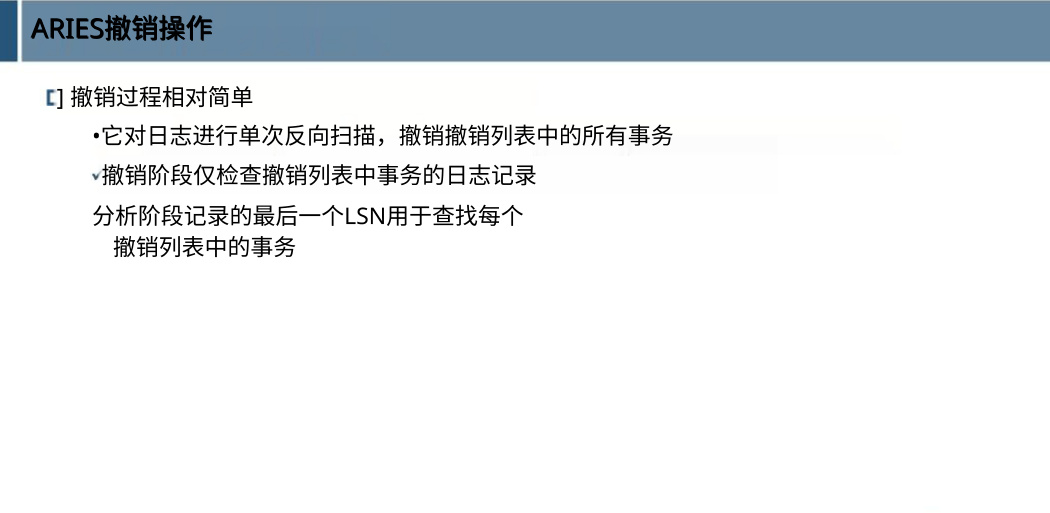 ARIES撤销操作
] 撤销过程相对简单
•它对日志进行单次反向扫描，撤销撤销列表中的所有事务
撤销阶段仅检查撤销列表中事务的日志记录
分析阶段记录的最后一个LSN用于查找每个
撤销列表中的事务